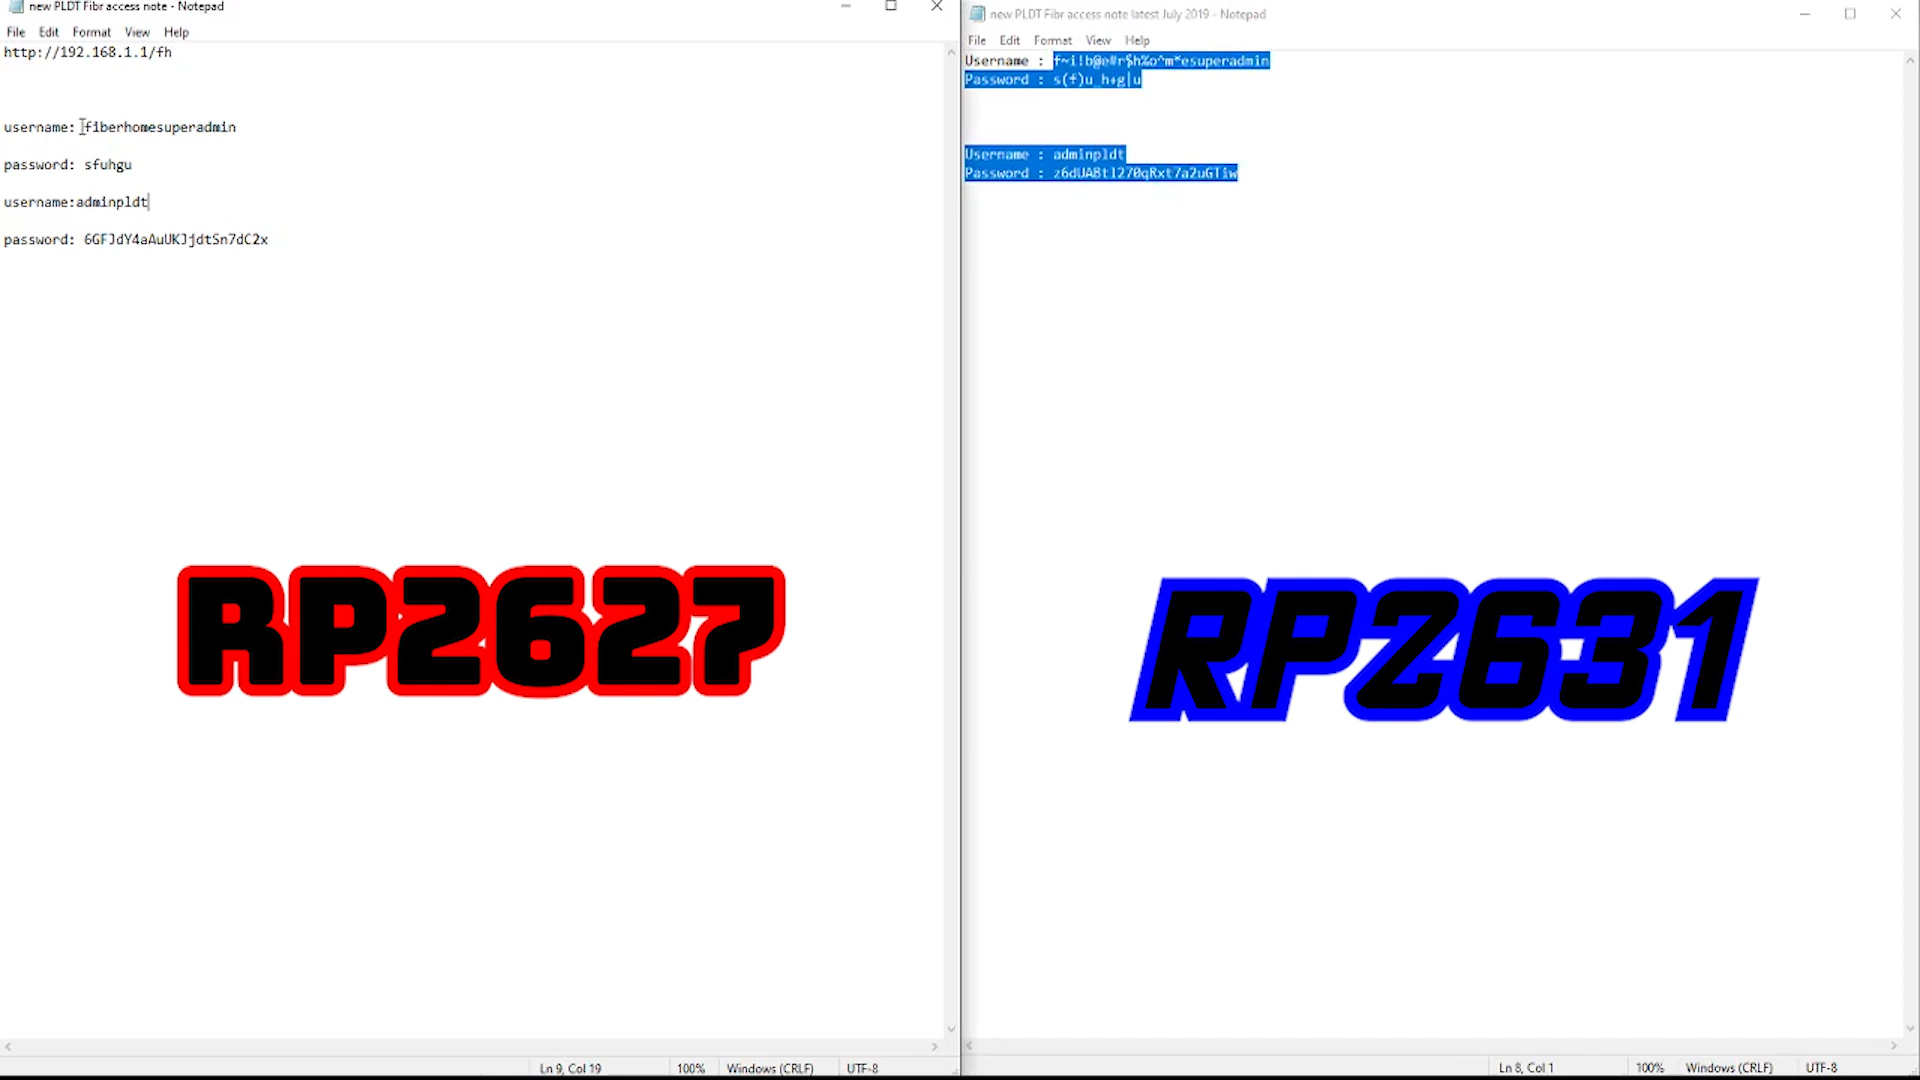 new PLDT Fibr access note - Notepad
File Edit Format View Help
http://192.168.1.1/fh
username: fiberhomesuperadmin
password: sfuhgu
username:adminpldt
password: 6GFJdY4aAuUKJjdtSn7dC2x
RP2627
Ln 9, Col 19 100% Windows (CRLF) UTF-8
new PLDT Fibr access note latest July 2019 - Notepad
File Edit Format View Help
Username : f~i!b@e#r$h%o^m*esuperadmin
Password : s(f)u_h+g|u
Username : adminpldt
Password : z6dUABtl270qRxt7a2uGTiw
RP2631
Ln 8, Col 1 100% Windows (CRLF) UTF-8